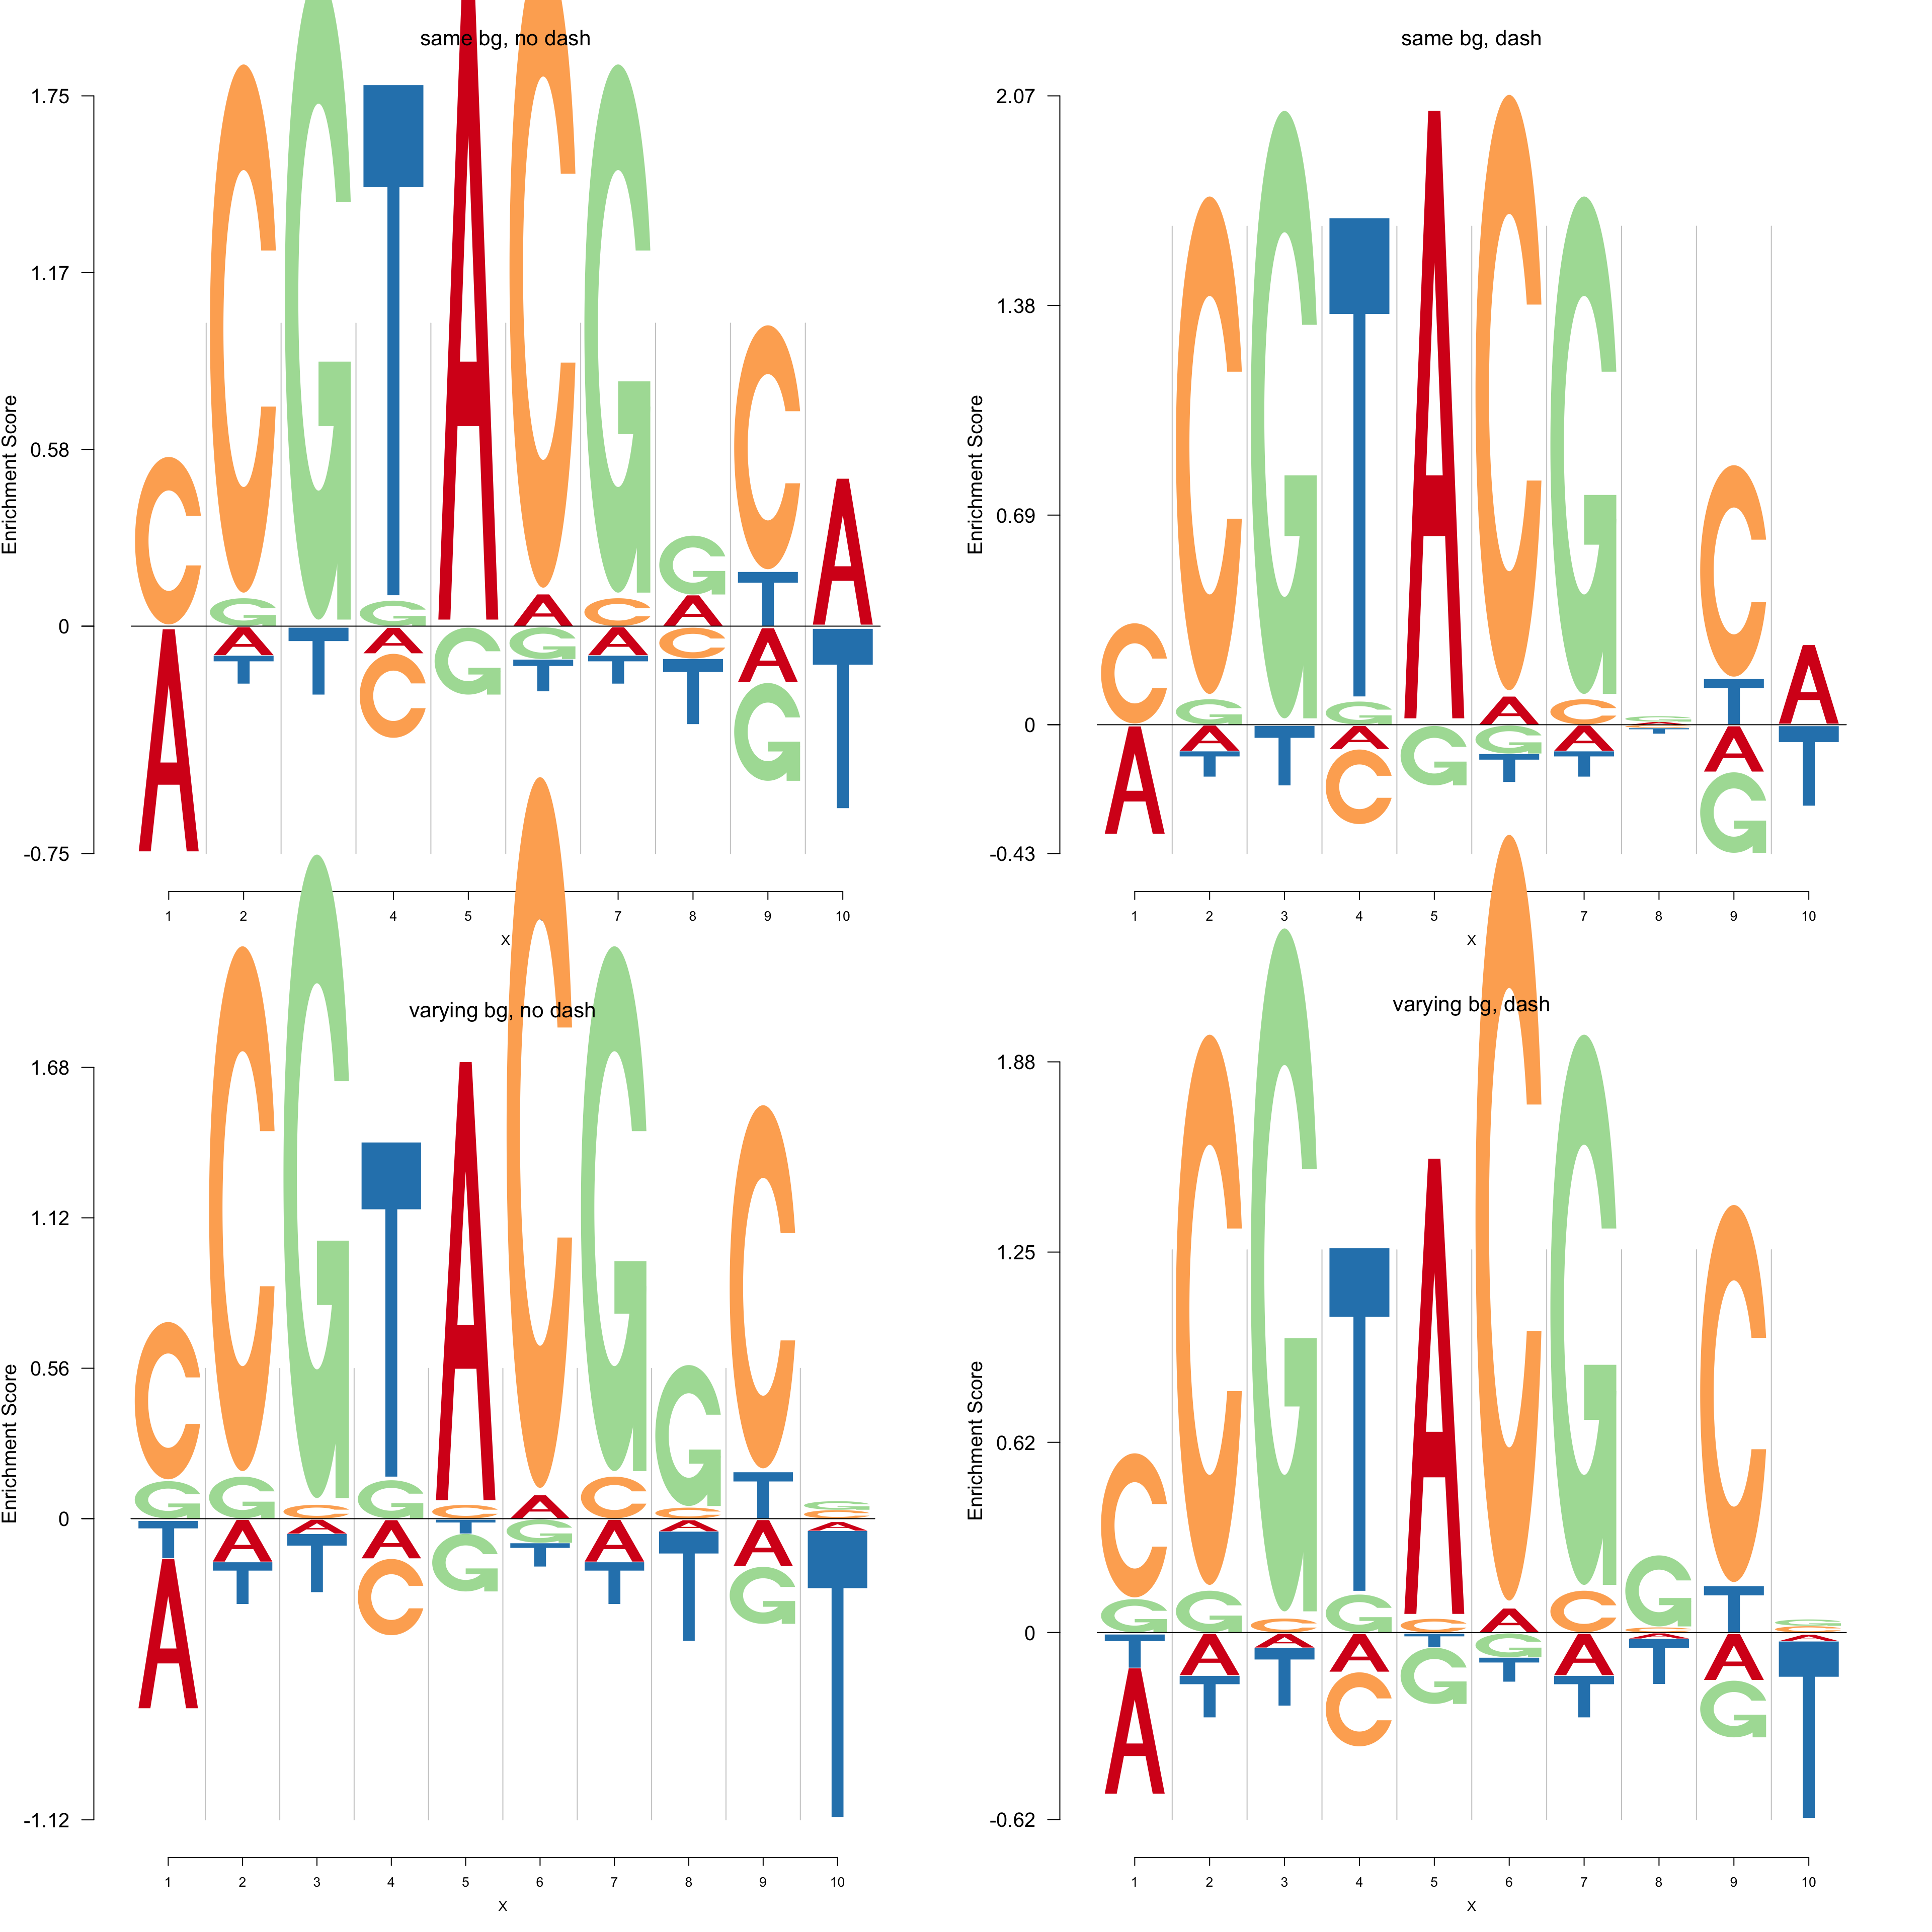 same bg, no dash
Enrichment Score
1.75
1.17
0.58
0
-0.75
C C G T A C G G C A
G G A C A T
A A T A G G A C A T
T C T T T G
1 2 4 5 7 8 9 10
X
same bg, dash
Enrichment Score
2.07
1.38
0.69
0
-0.43
C C G T A C G G C A
G G A C A T
A A T A G G A T A T
T C T T G
1 2 3 4 5 7 8 9 10
X
varying bg, no dash
Enrichment Score
1.68
1.12
0.56
0
-1.12
C C G T A C G G C G
G G C G C A C C T C
T A A A T G A A A A
A T T C G T T T G T
1 2 3 4 5 6 7 8 9 10
X
varying bg, dash
Enrichment Score
1.88
1.25
0.62
0
-0.62
C C G T A C G G C G
G G C G C A C C T C
T A A A T G A A A A
A T T C G T T T G T
1 2 3 4 5 6 7 8 9 10
X